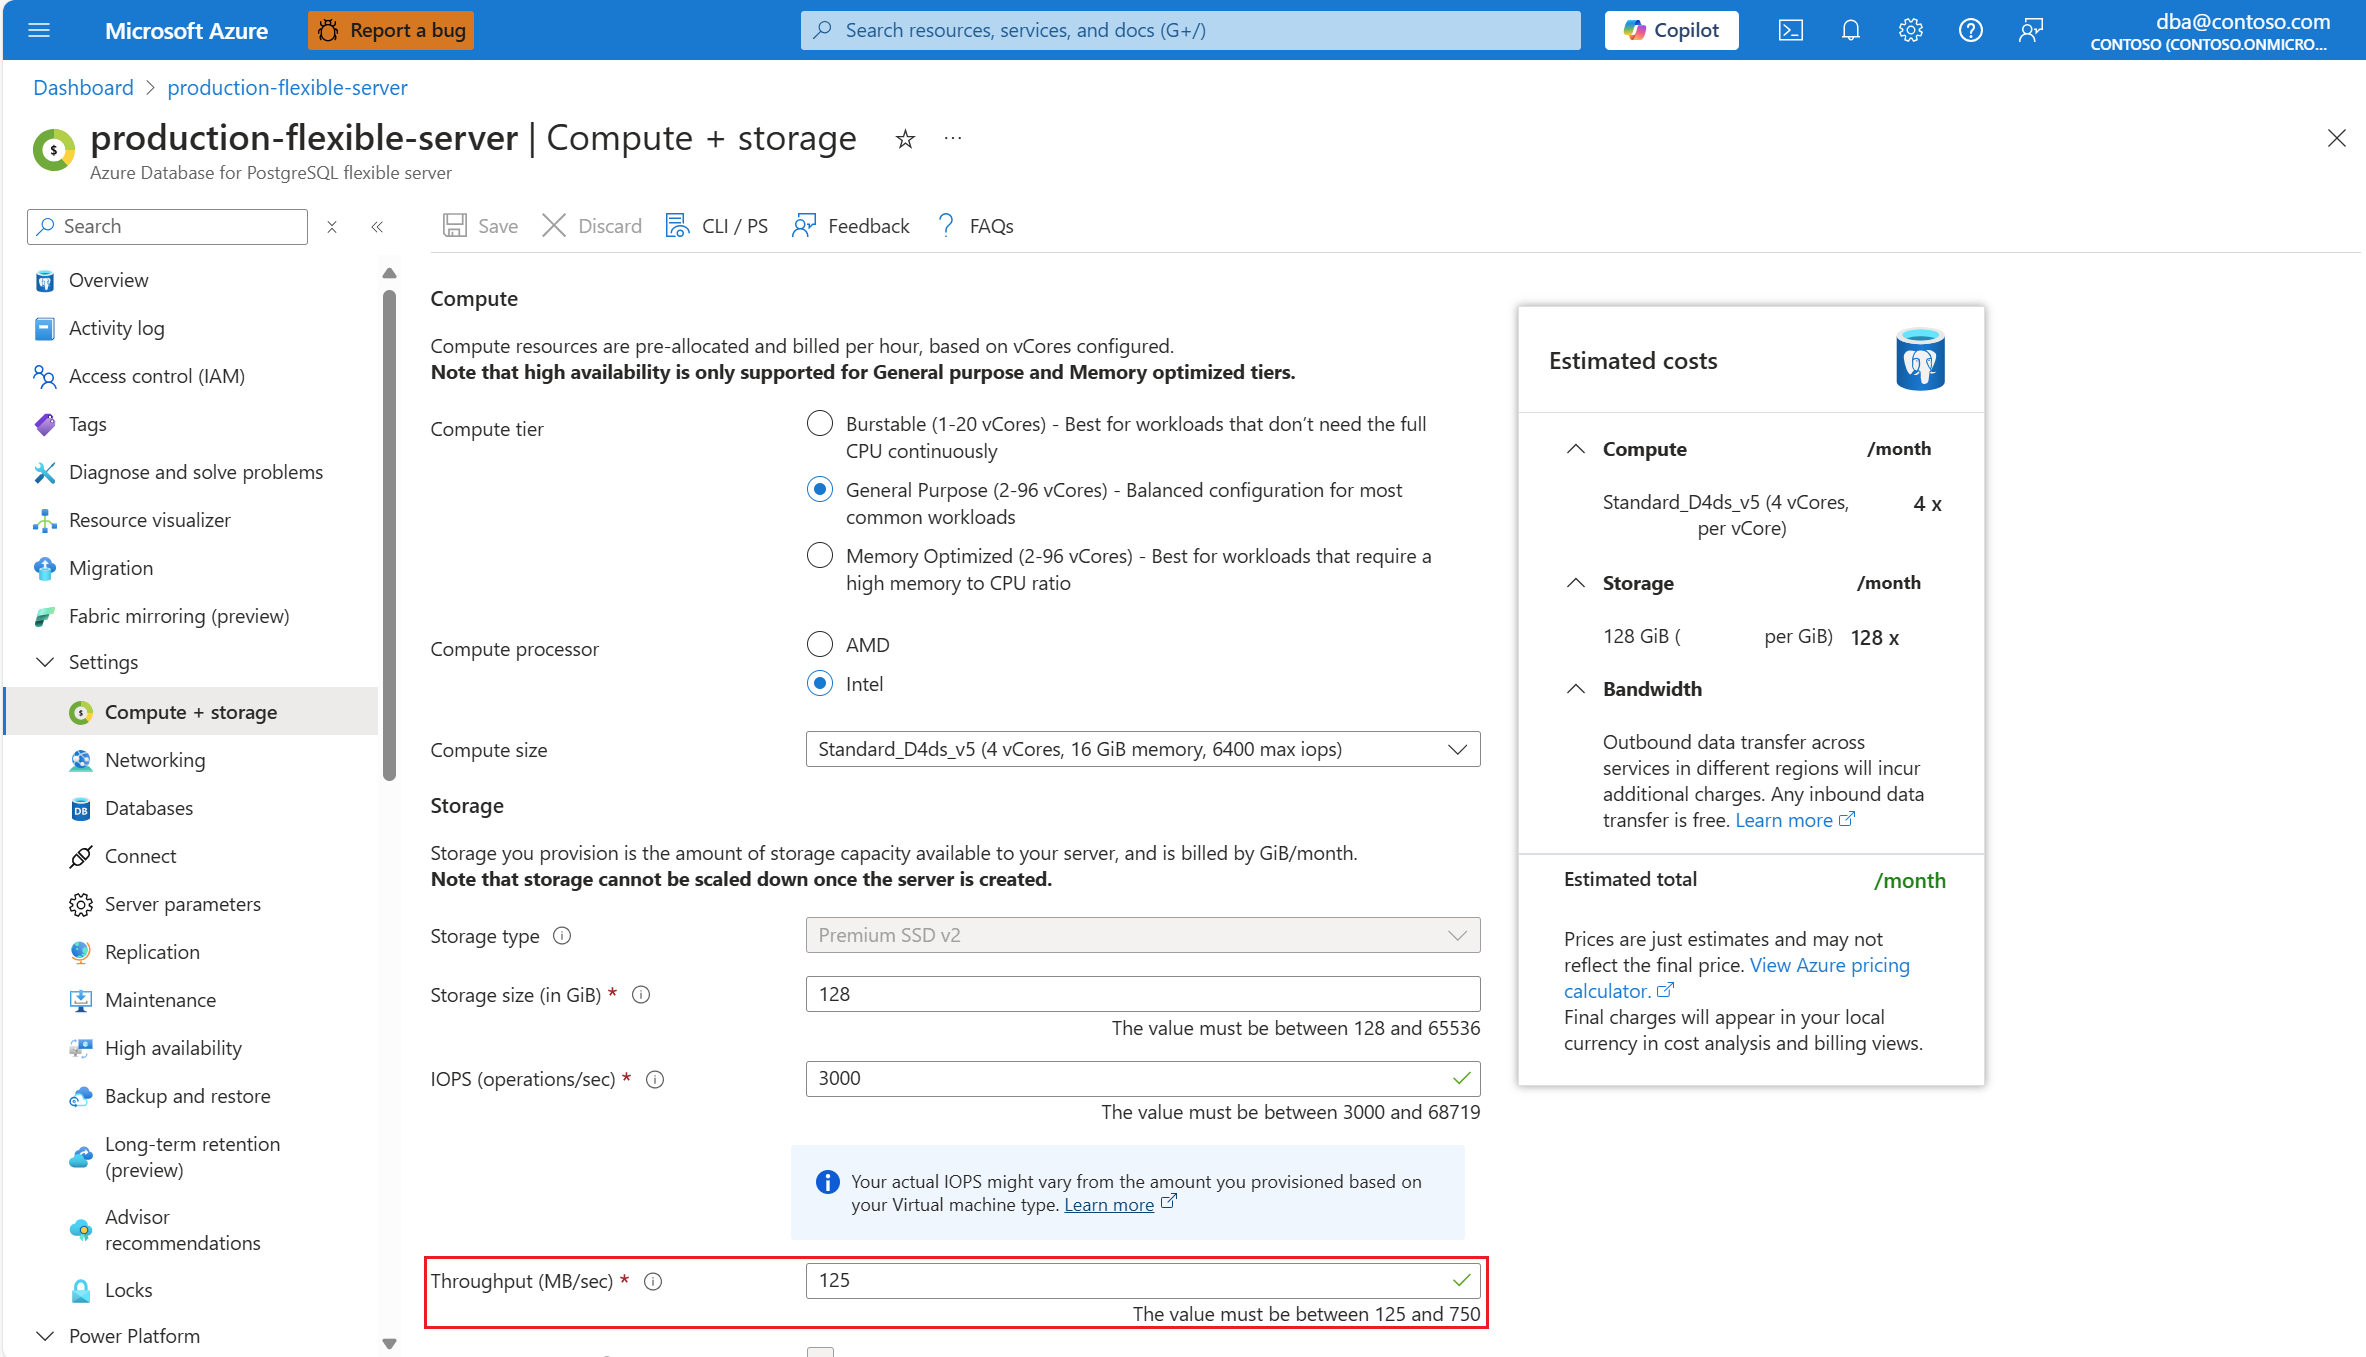 Microsoft Azure
Report a bug
Search resources, services, and docs (G+/)
Copilot
dba@contoso.com
CONTOSO (CONTOSO.ONMICRO...
Dashboard > production-flexible-server
production-flexible-server | Compute + storage
Azure Database for PostgreSQL flexible server
Search
Save
Discard
CLI / PS
Feedback
FAQs
Overview
Activity log
Access control (IAM)
Tags
Diagnose and solve problems
Resource visualizer
Migration
Fabric mirroring (preview)
Settings
Compute + storage
Networking
Databases
Connect
Server parameters
Replication
Maintenance
High availability
Backup and restore
Long-term retention
(preview)
Advisor
recommendations
Locks
Power Platform
Compute
Compute resources are pre-allocated and billed per hour, based on vCores configured.
Note that high availability is only supported for General purpose and Memory optimized tiers.
Compute tier
Burstable (1-20 vCores) - Best for workloads that don’t need the full
CPU continuously
General Purpose (2-96 vCores) - Balanced configuration for most
common workloads
Memory Optimized (2-96 vCores) - Best for workloads that require a
high memory to CPU ratio
Compute processor
AMD
Intel
Compute size
Standard_D4ds_v5 (4 vCores, 16 GiB memory, 6400 max iops)
Storage
Storage you provision is the amount of storage capacity available to your server, and is billed by GiB/month.
Note that storage cannot be scaled down once the server is created.
Storage type
Premium SSD v2
Storage size (in GiB) *
128
The value must be between 128 and 65536
IOPS (operations/sec) *
3000
The value must be between 3000 and 68719
Your actual IOPS might vary from the amount you provisioned based on
your Virtual machine type. Learn more
Throughput (MB/sec) *
125
The value must be between 125 and 750
Estimated costs
Compute /month
Standard_D4ds_v5 (4 vCores, 4 x
per vCore)
Storage /month
128 GiB ( per GiB) 128 x
Bandwidth
Outbound data transfer across
services in different regions will incur
additional charges. Any inbound data
transfer is free. Learn more
Estimated total /month
Prices are just estimates and may not
reflect the final price. View Azure pricing
calculator.
Final charges will appear in your local
currency in cost analysis and billing views.